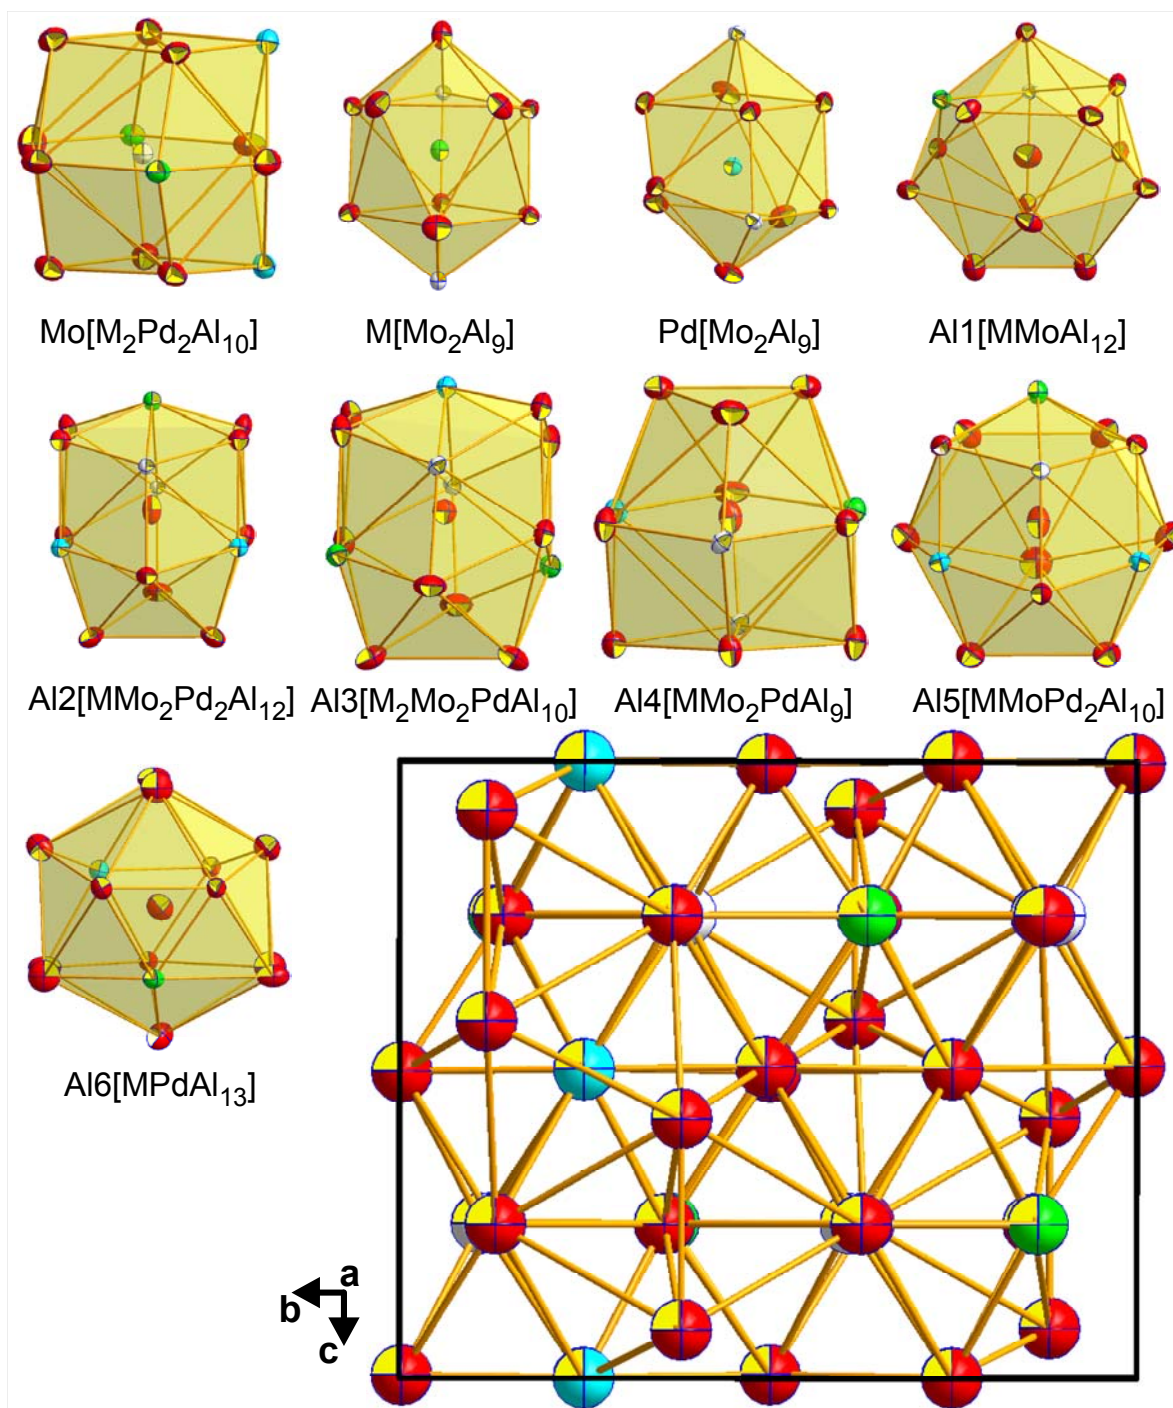 Mo[M₂Pd₂Al₁₀] M[Mo₂Al₉] Pd[Mo₂Al₉] Al1[MMoAl₁₂]
Al2[MMo₂Pd₂Al₁₂] Al3[M₂Mo₂PdAl₁₀] Al4[MMo₂PdAl₉] Al5[MMoPd₂Al₁₀]
Al6[MPdAl₁₃]
a
b
c